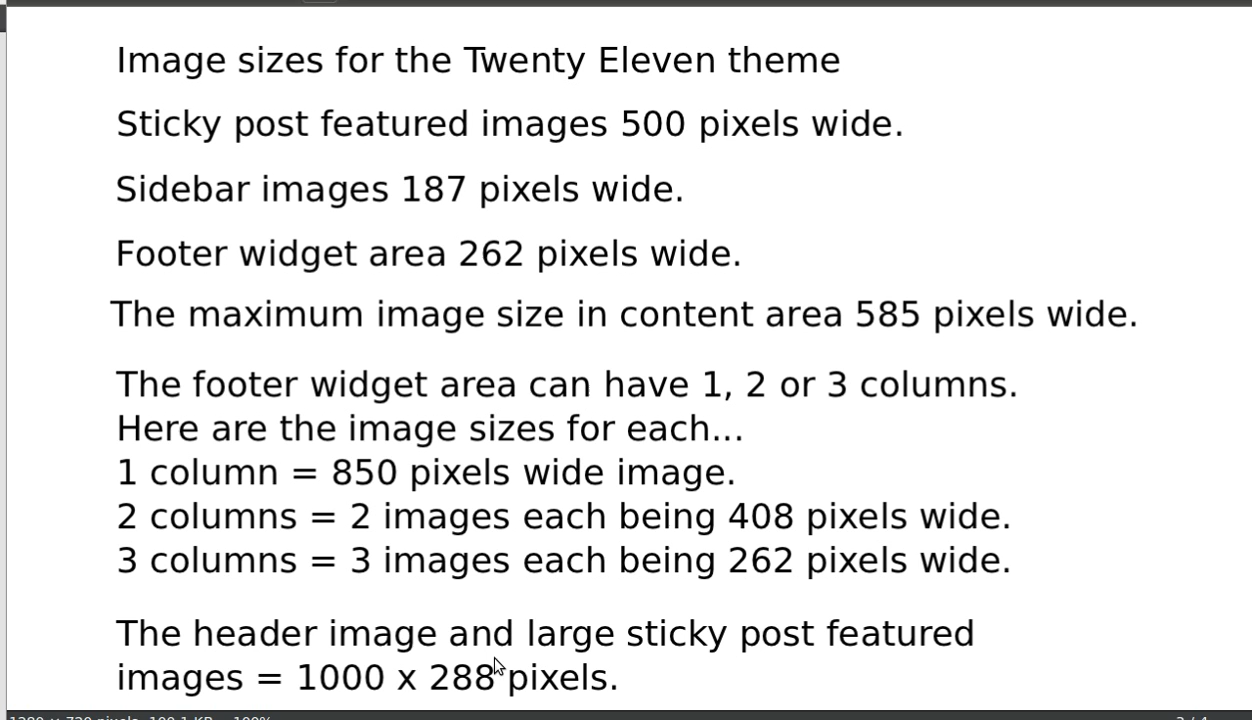 Image sizes for the Twenty Eleven theme
Sticky post featured images 500 pixels wide.
Sidebar images 187 pixels wide.
Footer widget area 262 pixels wide.
The maximum image size in content area 585 pixels wide.
The footer widget area can have 1, 2 or 3 columns.
Here are the image sizes for each...
1 column = 850 pixels wide image.
2 columns = 2 images each being 408 pixels wide.
3 columns = 3 images each being 262 pixels wide.
The header image and large sticky post featured
images = 1000 x 288 pixels.